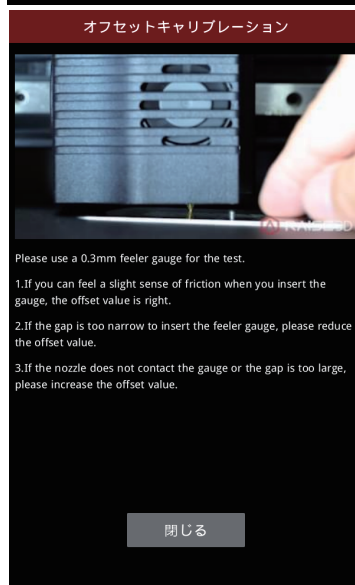 オフセットキャリブレーション
RAISE3D
Please use a 0.3mm feeler gauge for the test.
1.If you can feel a slight sense of friction when you insert the
gauge, the offset value is right.
2.If the gap is too narrow to insert the feeler gauge, please reduce
the offset value.
3.If the nozzle does not contact the gauge or the gap is too large,
please increase the offset value.
閉じる